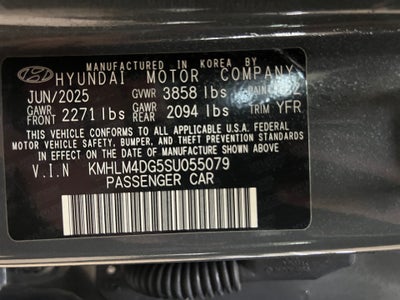 MANUFACTURED IN KOREA BY
HYUNDAI MOTOR COMPANY
JUN/2025 GVWR 3858 lbs
GAWR FRONT 2271 lbs GAWR REAR 2094 lbs TRIM YFR
THIS VEHICLE CONFORMS TO ALL APPLICABLE U.S.A. FEDERAL
MOTOR VEHICLE SAFETY, BUMPER, AND THEFT PREVENTION
STANDARDS IN EFFECT ON THE DATE OF MANUFACTURE SHOWN ABOVE.
V.I.N KMHLM4DG5SU055079
PASSENGER CAR